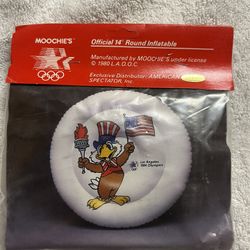 MOOCHIE'S
Official 14" Round Inflatable
Manufactured by MOOCHIE'S under license
© 1980 L.A.O.O.C
Exclusive Distributor: AMERICAN
SPECTATOR, Inc.
Los Angeles
1984 Olympics